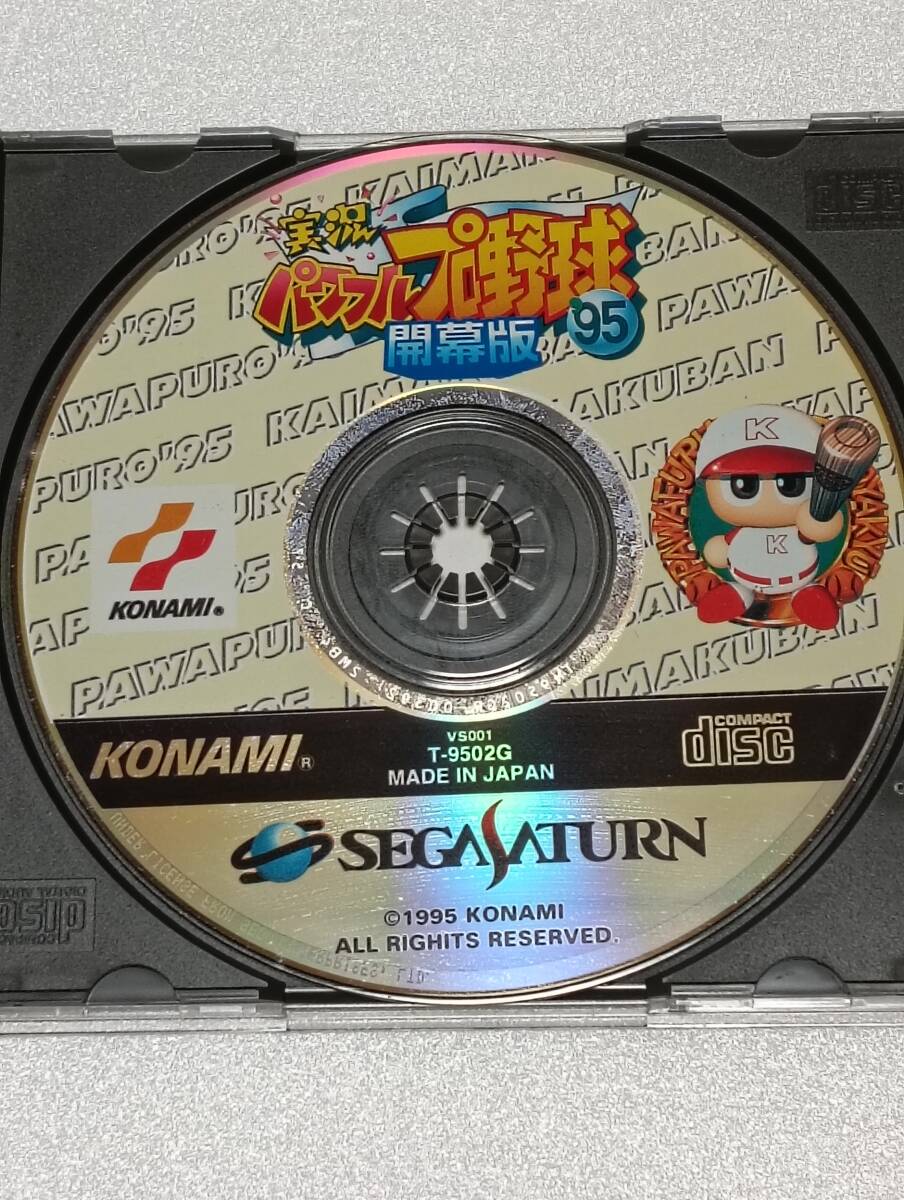 実況
パワフルプロ野球
開幕版 '95
PAWAPURO'95 KAIMAKUBAN
K
K
KONAMI®
KONAMI®
VS001
T-9502G
MADE IN JAPAN
COMPACT
disc
SEGA SATURN
©1995 KONAMI
ALL RIGHTS RESERVED.